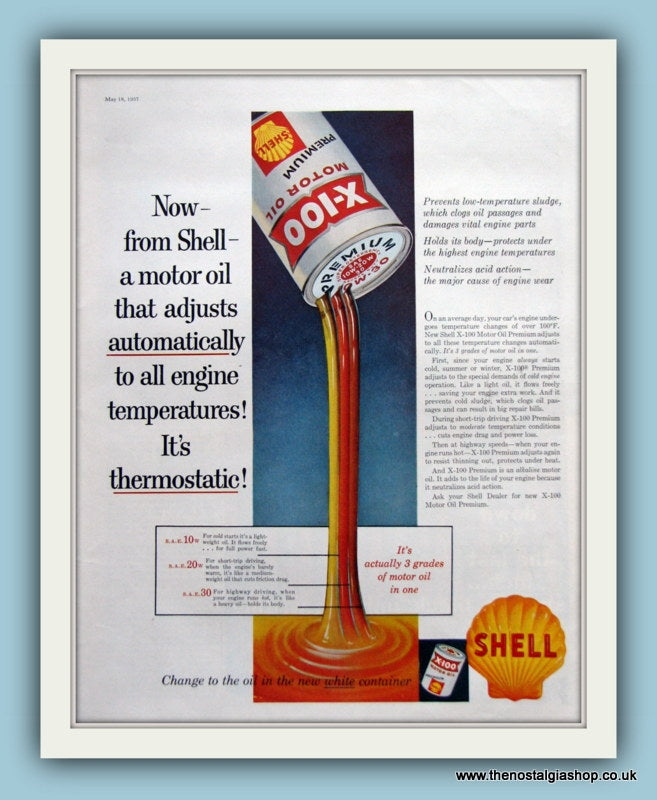 May 18, 1957
Now–
from Shell–
a motor oil
that adjusts
automatically
to all engine
temperatures!
It's
thermostatic!
SHELL
PREMIUM
MOTOR OIL
X-100
PREMIUM
SAE
10W-20W
30
M.O.
Prevents low-temperature sludge,
which clogs oil passages and
damages vital engine parts
Holds its body—protects under
the highest engine temperatures
Neutralizes acid action—
the major cause of engine wear
On an average day, your car's engine under-
goes temperature changes of over 100°F.
New Shell X-100 Motor Oil Premium adjusts
to all these temperature changes automati-
cally. It's 3 grades of motor oil in one.
First, since your engine always starts
cold, summer or winter, X-100® Premium
adjusts to the special demands of cold engine
operation. Like a light oil, it flows freely
. . . saving your engine extra work. And it
prevents cold sludge, which clogs oil pas-
sages and can result in big repair bills.
During short-trip driving X-100 Premium
adjusts to moderate temperature conditions
. . . cuts engine drag and power loss.
Then at highway speeds—when your en-
gine runs hot—X-100 Premium adjusts again
to resist thinning out, protects under heat.
And X-100 Premium is an alkaline motor
oil. It adds to the life of your engine because
it neutralizes acid action.
Ask your Shell Dealer for new X-100
Motor Oil Premium.
S.A.E. 10W For cold starts it's a light-
weight oil. It flows freely
. . . for full power fast.
S.A.E. 20W For short-trip driving,
when the engine's barely
warm, it's like a medium-
weight oil that cuts friction drag.
S.A.E. 30 For highway driving, when
your engine runs hot, it's like
a heavy oil—holds its body.
It's
actually 3 grades
of motor oil
in one
X-100
MOTOR OIL
SHELL
Change to the oil in the new white container
www.thenostalgiashop.co.uk